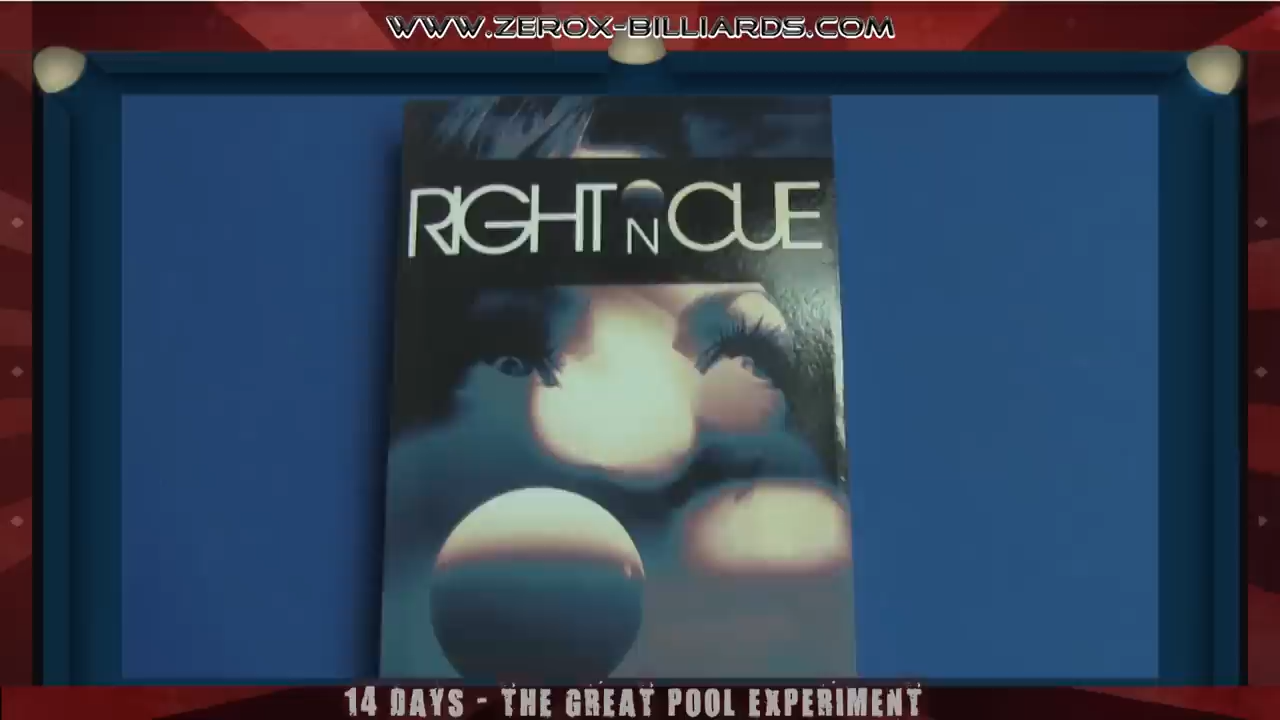 WWW.ZEROX-BILLIARDS.COM
RIGHT N CUE
14 DAYS - THE GREAT POOL EXPERIMENT